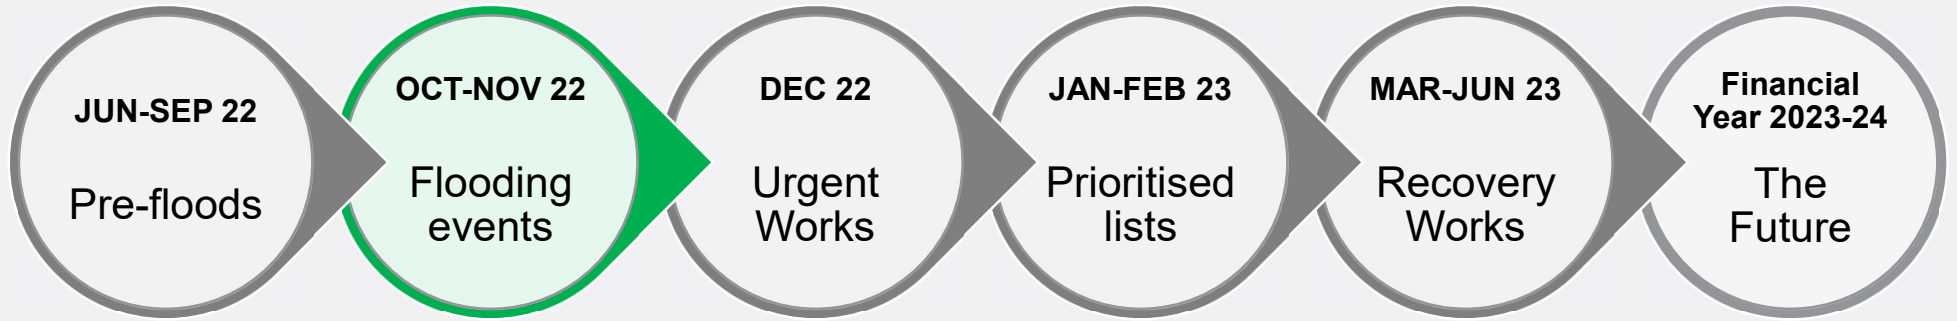 JUN-SEP 22
Pre-floods
OCT-NOV 22
Flooding
events
DEC 22
Urgent
Works
JAN-FEB 23
Prioritised
lists
MAR-JUN 23
Recovery
Works
Financial
Year 2023-24
The
Future